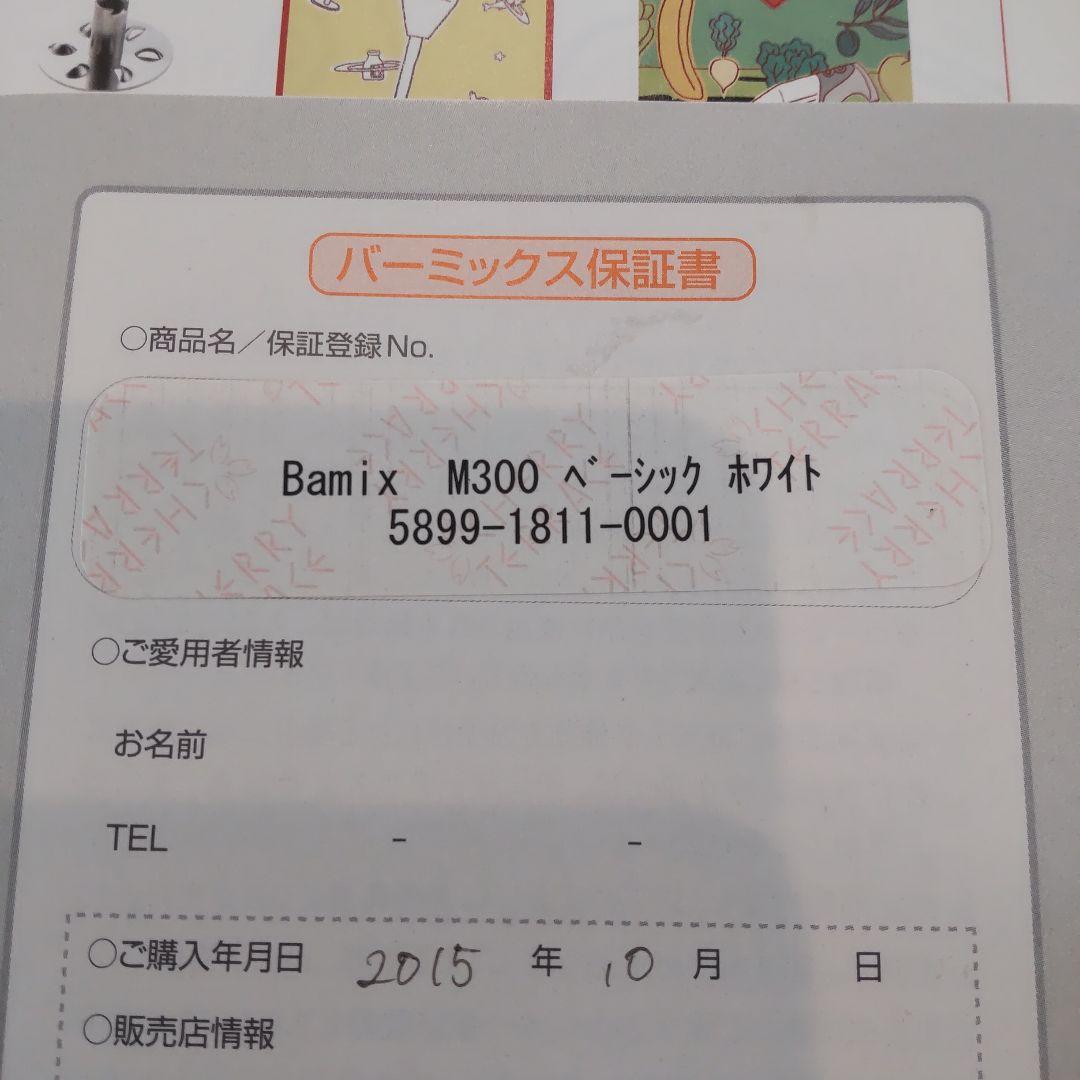 バーミックス保証書
○商品名／保証登録No.
Bamix M300 ﾍﾞｰｼｯｸ ﾎﾜｲﾄ
5899-1811-0001
○ご愛用者情報
お名前
TEL - -
○ご購入年月日 2015 年 10 月 日
○販売店情報